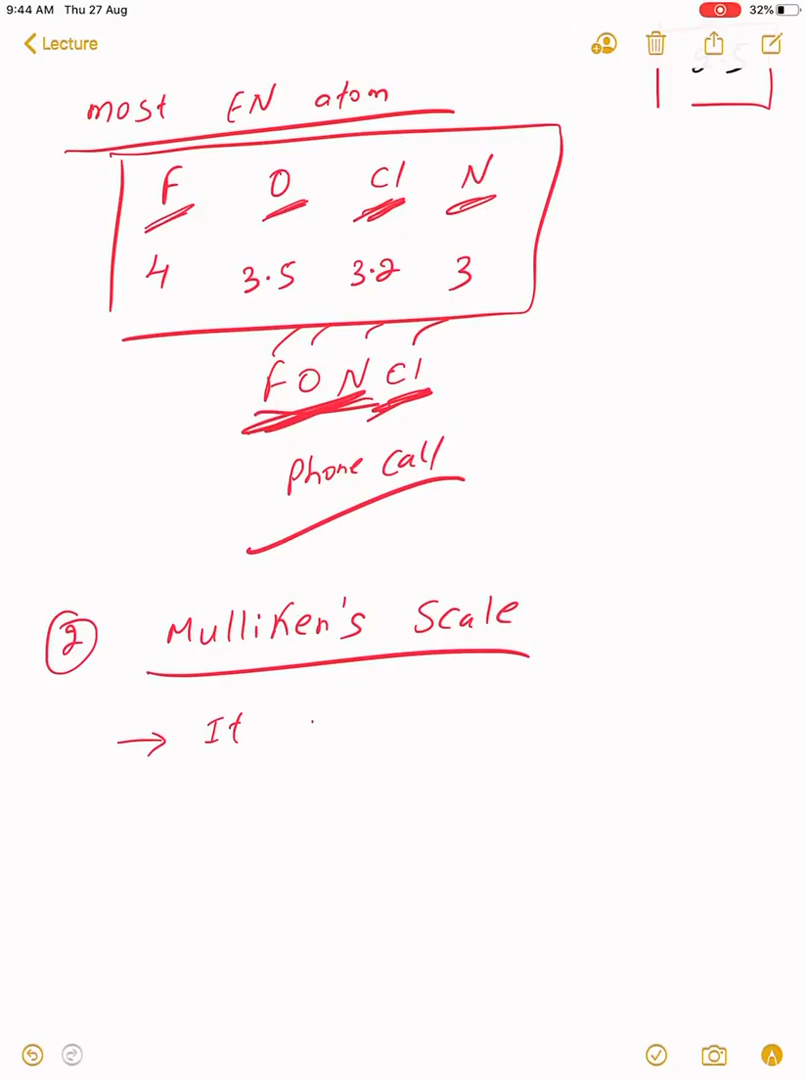 9:44 AM Thu 27 Aug
32%
Lecture
most EN atom
F O Cl N
4 3.5 3.2 3
F O N Cl
Phone call
2 Mulliken's Scale
→ It